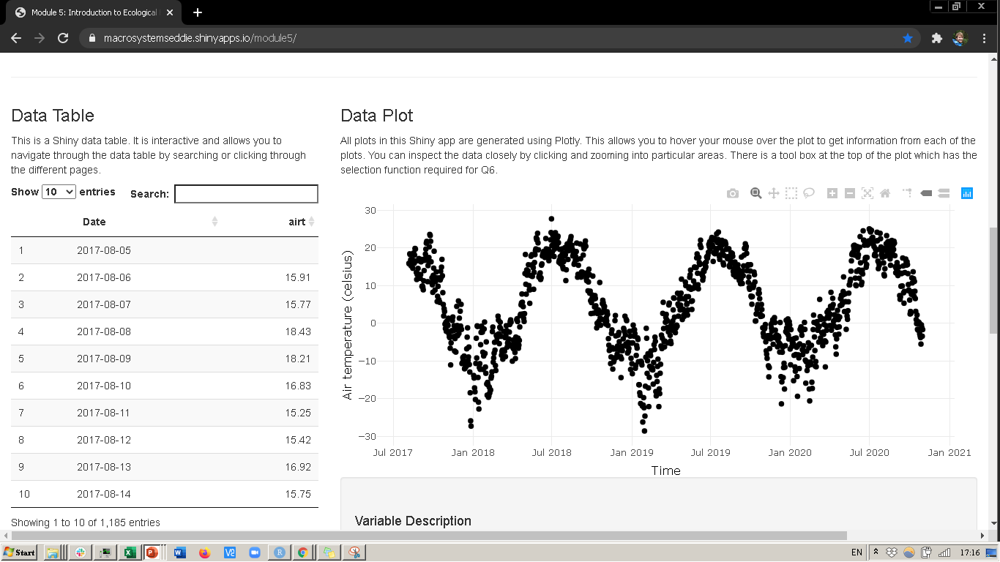 Module 5: Introduction to Ecological
macrosystemseddie.shinyapps.io/module5/
Data Table
This is a Shiny data table. It is interactive and allows you to
navigate through the data table by searching or clicking through
the different pages.
Show 10 entries Search:
Date airt
1 2017-08-05
2 2017-08-06 15.91
3 2017-08-07 15.77
4 2017-08-08 18.43
5 2017-08-09 18.21
6 2017-08-10 16.83
7 2017-08-11 15.25
8 2017-08-12 15.42
9 2017-08-13 16.92
10 2017-08-14 15.75
Showing 1 to 10 of 1,185 entries
Data Plot
All plots in this Shiny app are generated using Plotly. This allows you to hover your mouse over the plot to get information from each of the
plots. You can inspect the data closely by clicking and zooming into particular areas. There is a tool box at the top of the plot which has the
selection function required for Q6.
Air temperature (celsius)
30
20
10
0
−10
−20
−30
Jul 2017 Jan 2018 Jul 2018 Jan 2019 Jul 2019 Jan 2020 Jul 2020 Jan 2021
Time
Variable Description
Start EN 17:16